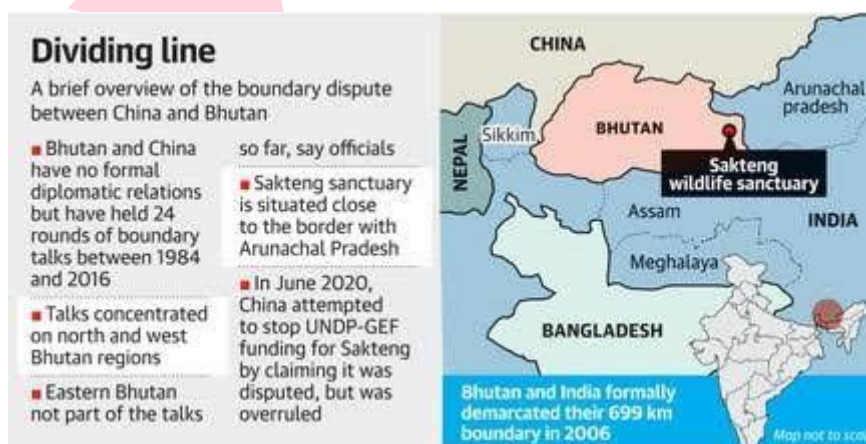 Dividing line
A brief overview of the boundary dispute
between China and Bhutan
■ Bhutan and China
have no formal
diplomatic relations
but have held 24
rounds of boundary
talks between 1984
and 2016
■ Talks concentrated
on north and west
Bhutan regions
■ Eastern Bhutan
not part of the talks
so far, say officials
■ Sakteng sanctuary
is situated close
to the border with
Arunachal Pradesh
■ In June 2020,
China attempted
to stop UNDP-GEF
funding for Sakteng
by claiming it was
disputed, but was
overruled
CHINA
Arunachal
pradesh
NEPAL
Sikkim
BHUTAN
Sakteng
wildlife sanctuary
Assam
INDIA
Meghalaya
BANGLADESH
Bhutan and India formally
demarcated their 699 km
boundary in 2006
Map not to